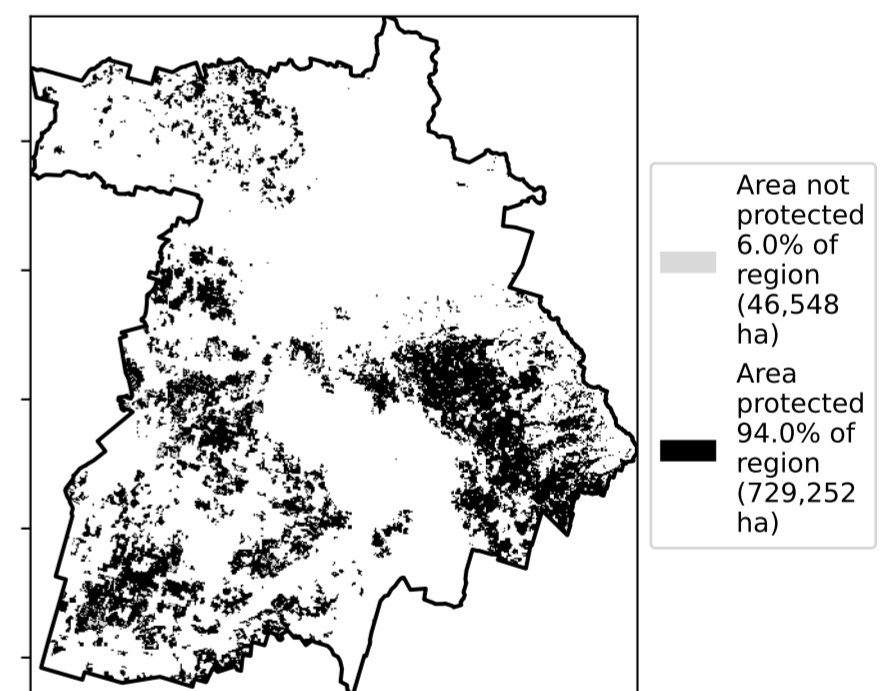 Area not
protected
6.0% of
region
(46,548
ha)
Area
protected
94.0% of
region
(729,252
ha)